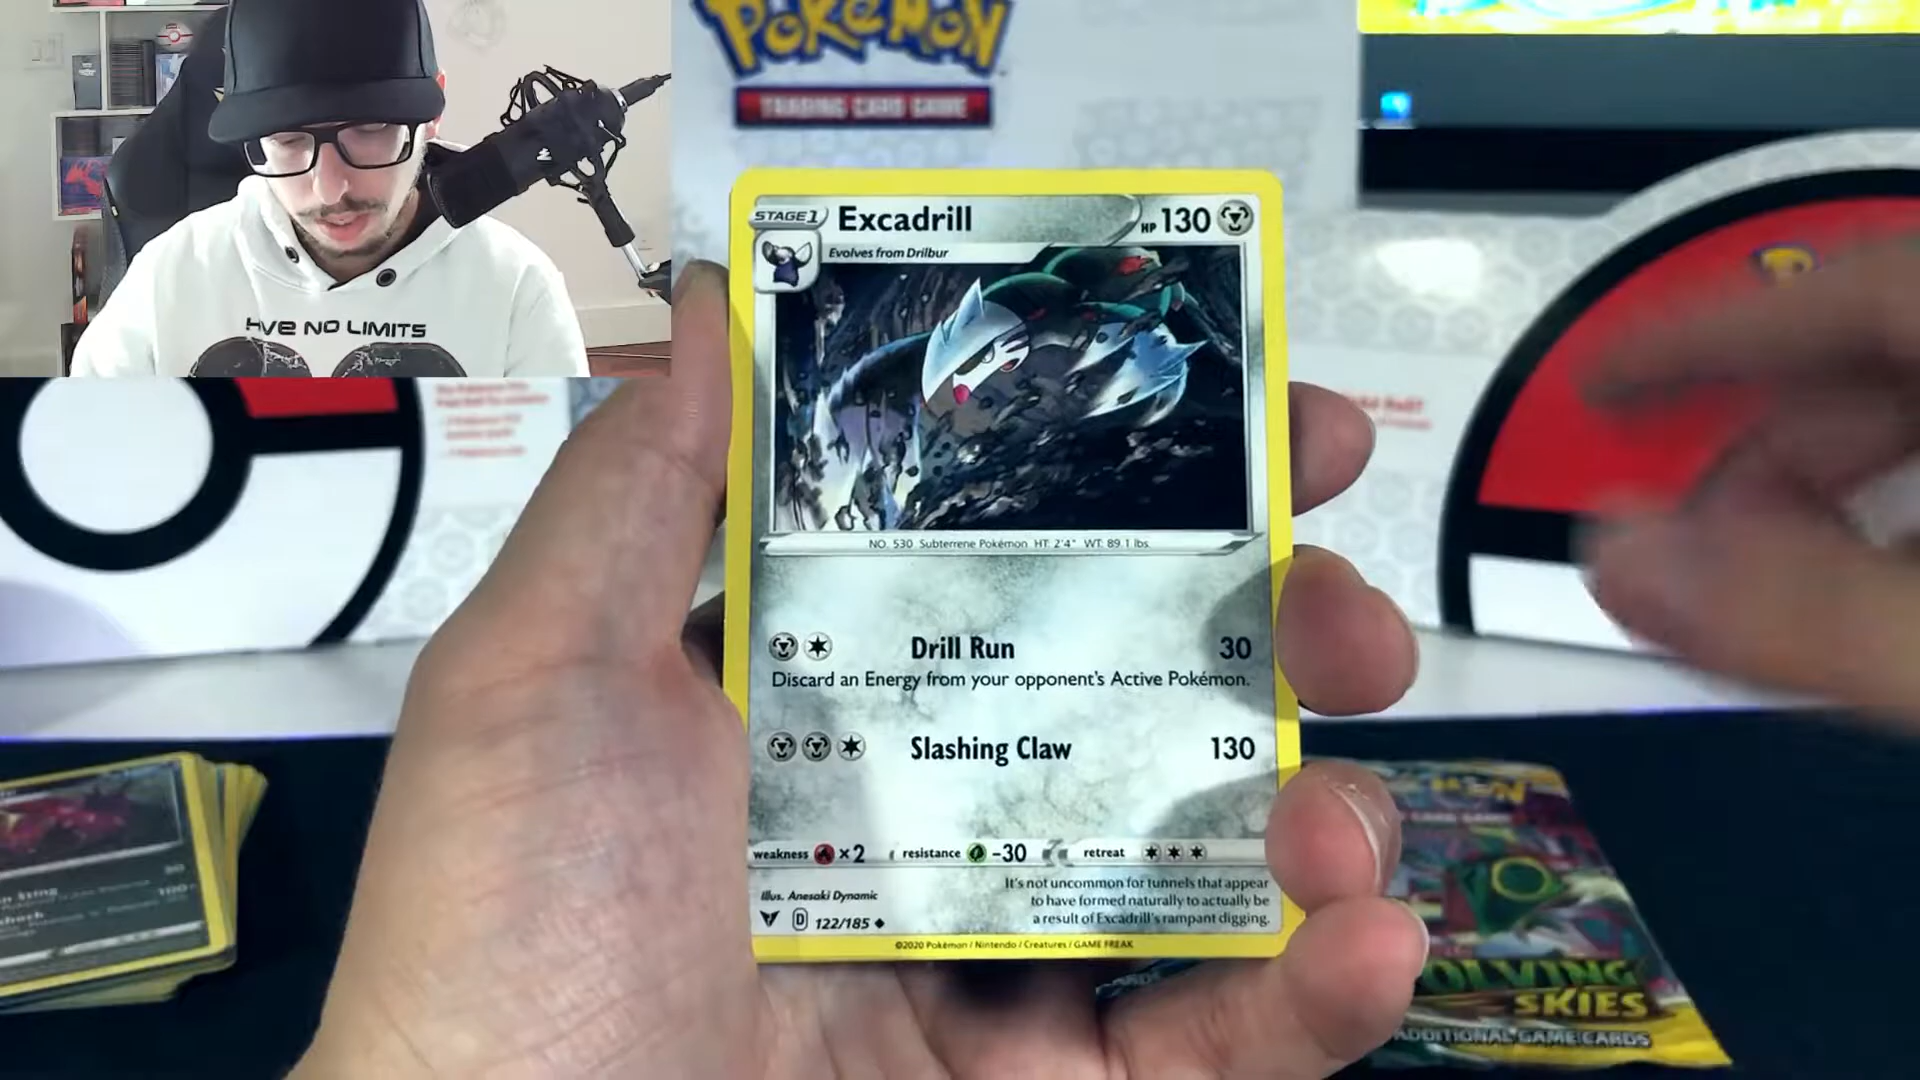 POKÉMON
TRADING CARD GAME
HVE NO LIMITS
STAGE 1
Excadrill
HP 130
Evolves from Drilbur
NO. 530 Subterrene Pokémon HT: 2'4" WT: 89.1 lbs.
Drill Run 30
Discard an Energy from your opponent's Active Pokémon.
Slashing Claw 130
weakness ×2 resistance -30 retreat
Illus. Anesaki Dynamic
It's not uncommon for tunnels that appear
to have formed naturally to actually be
a result of Excadrill's rampant digging.
D 122/185
©2020 Pokémon / Nintendo / Creatures / GAME FREAK
OLVING
SKIES
ADDITIONAL GAME CARDS